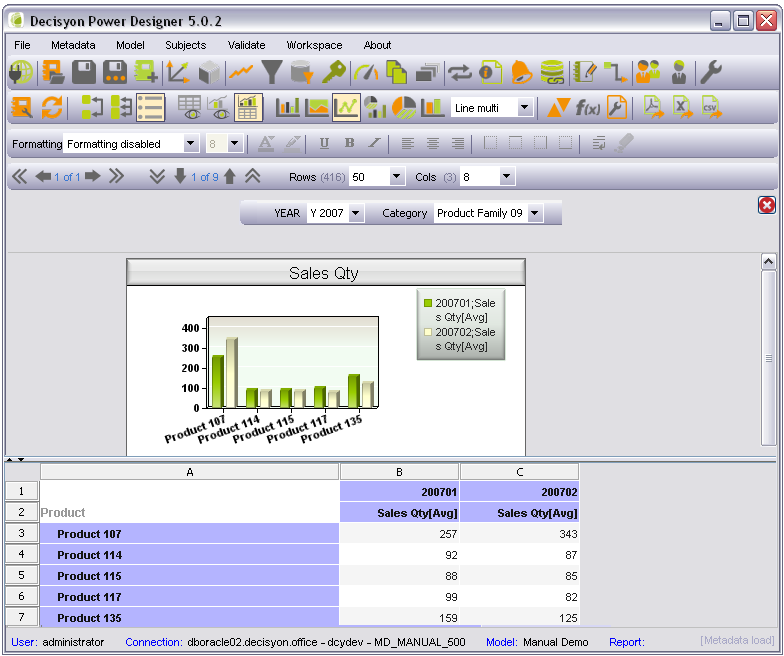 Decisyon Power Designer 5.0.2
File Metadata Model Subjects Validate Workspace About
Line multi f(x) CSV
Formatting Formatting disabled 8 A U B I
1 of 1 1 of 9 Rows (416) 50 Cols (3) 8
YEAR Y 2007 Category Product Family 09
Sales Qty
200701;Sale
s Qty[Avg]
200702;Sale
s Qty[Avg]
400
300
200
100
0
Product 107
Product 114
Product 115
Product 117
Product 135
A B C
1 200701 200702
2 Product Sales Qty[Avg] Sales Qty[Avg]
3 Product 107 257 343
4 Product 114 92 87
5 Product 115 88 85
6 Product 117 99 82
7 Product 135 159 125
User: administrator Connection: dboracle02.decisyon.office - dcydev - MD_MANUAL_500 Model: Manual Demo Report: [Metadata load]